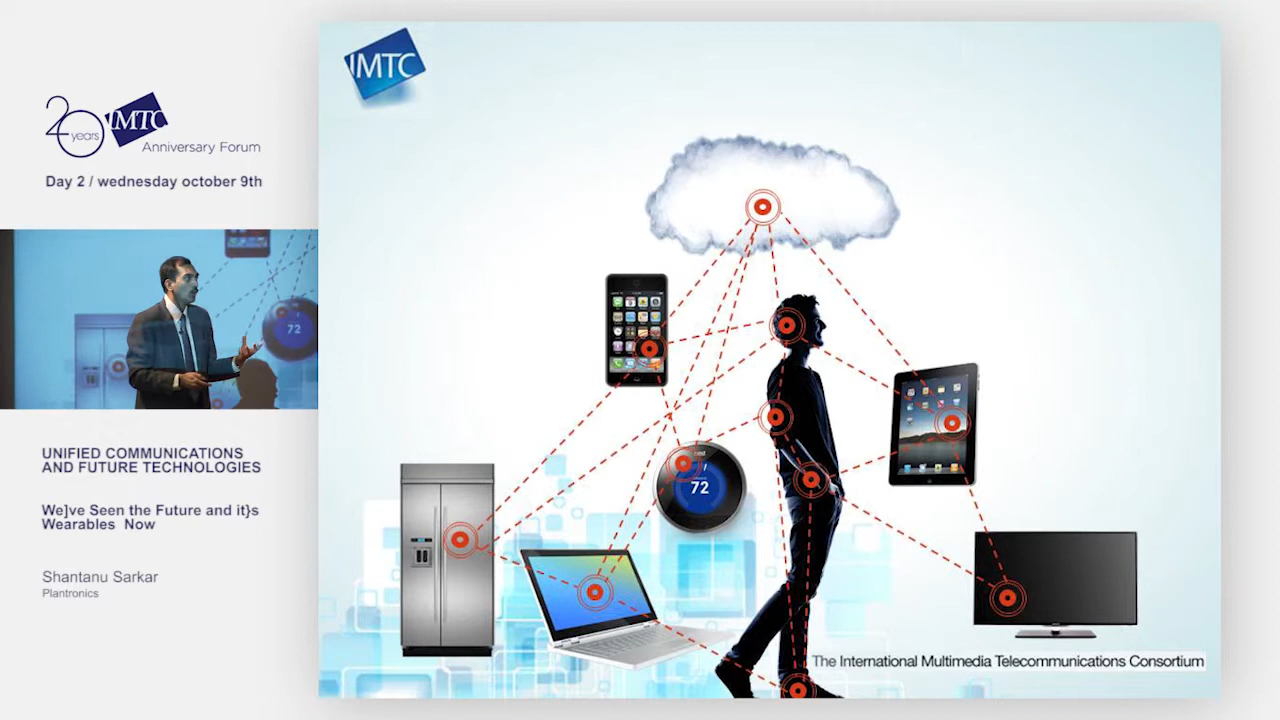 20 years IMTC
Anniversary Forum
Day 2 / wednesday october 9th
72
UNIFIED COMMUNICATIONS
AND FUTURE TECHNOLOGIES
We]ve Seen the Future and it}s
Wearables Now
Shantanu Sarkar
Plantronics
IMTC
72
The International Multimedia Telecommunications Consortium